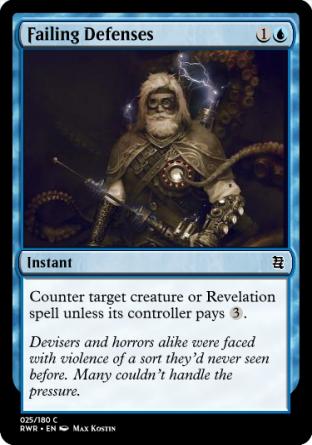 Failing Defenses 1
Instant
Counter target creature or Revelation
spell unless its controller pays 3.
Devisers and horrors alike were faced
with violence of a sort they’d never seen
before. Many couldn’t handle the
pressure.
025/180 C
RWR • EN Max Kostin